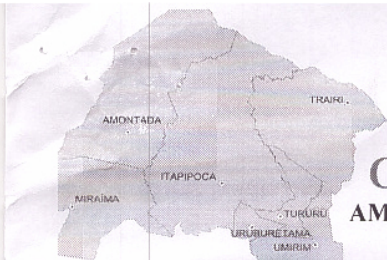 TRAIRI
AMONTADA
ITAPIPOCA
MIRAÍMA
C
TURURU
AM
URUBURETAMA
UMIRIM